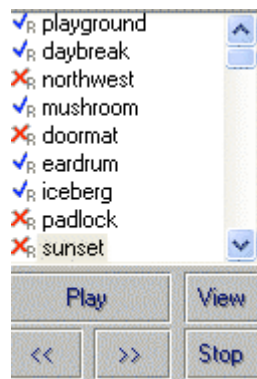 R playground
R daybreak
R northwest
R mushroom
R doormat
R eardrum
R iceberg
R padlock
R sunset
Play View
<< >> Stop